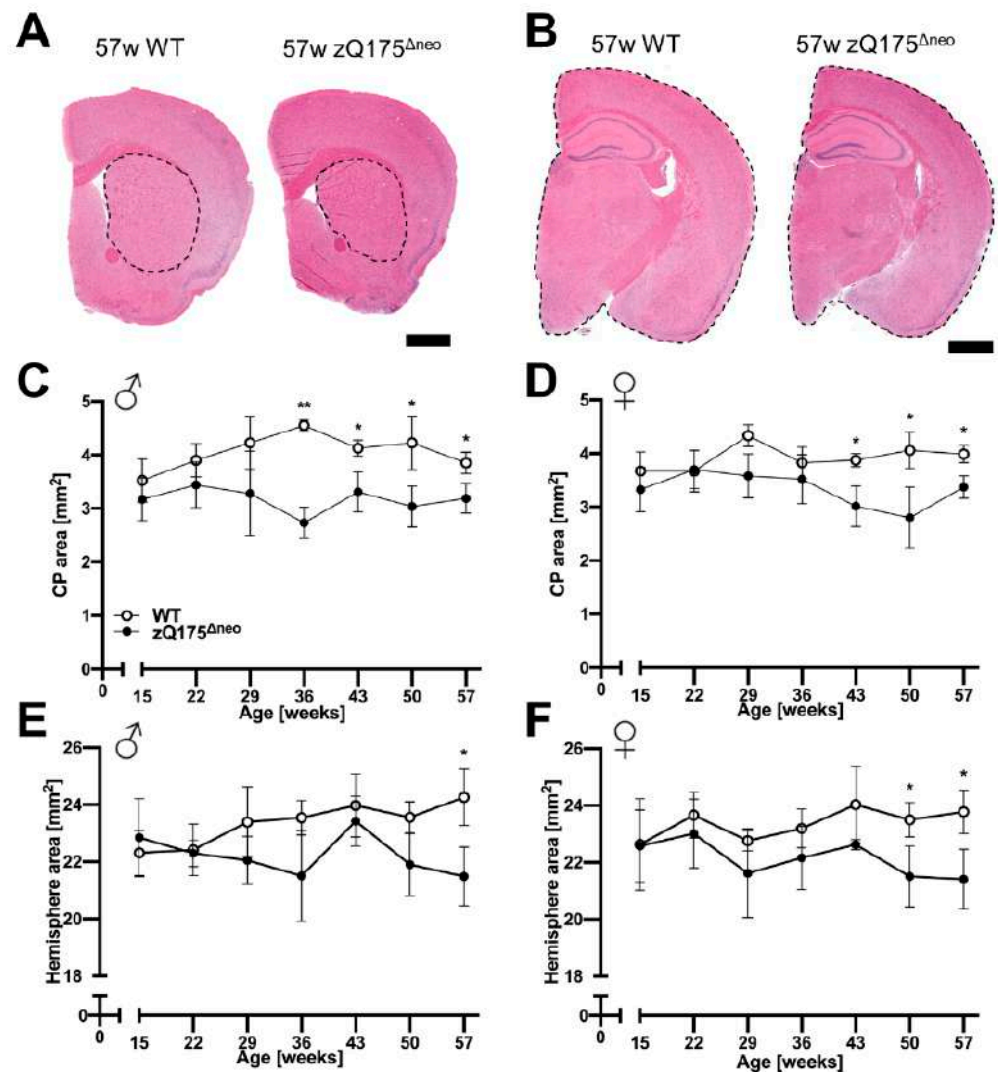 A
57w WT
57w zQ175Δneo
B
57w WT
57w zQ175Δneo
C
♂
D
♀
5
4
3
2
1
0
CP area [mm2]
** * * *
WT
zQ175Δneo
0
15 22 29 36 43 50 57
Age [weeks]
5
4
3
2
1
0
CP area [mm2]
* * *
0
15 22 29 36 43 50 57
Age [weeks]
E
♂
F
♀
26
24
22
20
18
0
Hemisphere area [mm2]
*
0
15 22 29 36 43 50 57
Age [weeks]
26
24
22
20
18
0
Hemisphere area [mm2]
* *
0
15 22 29 36 43 50 57
Age [weeks]